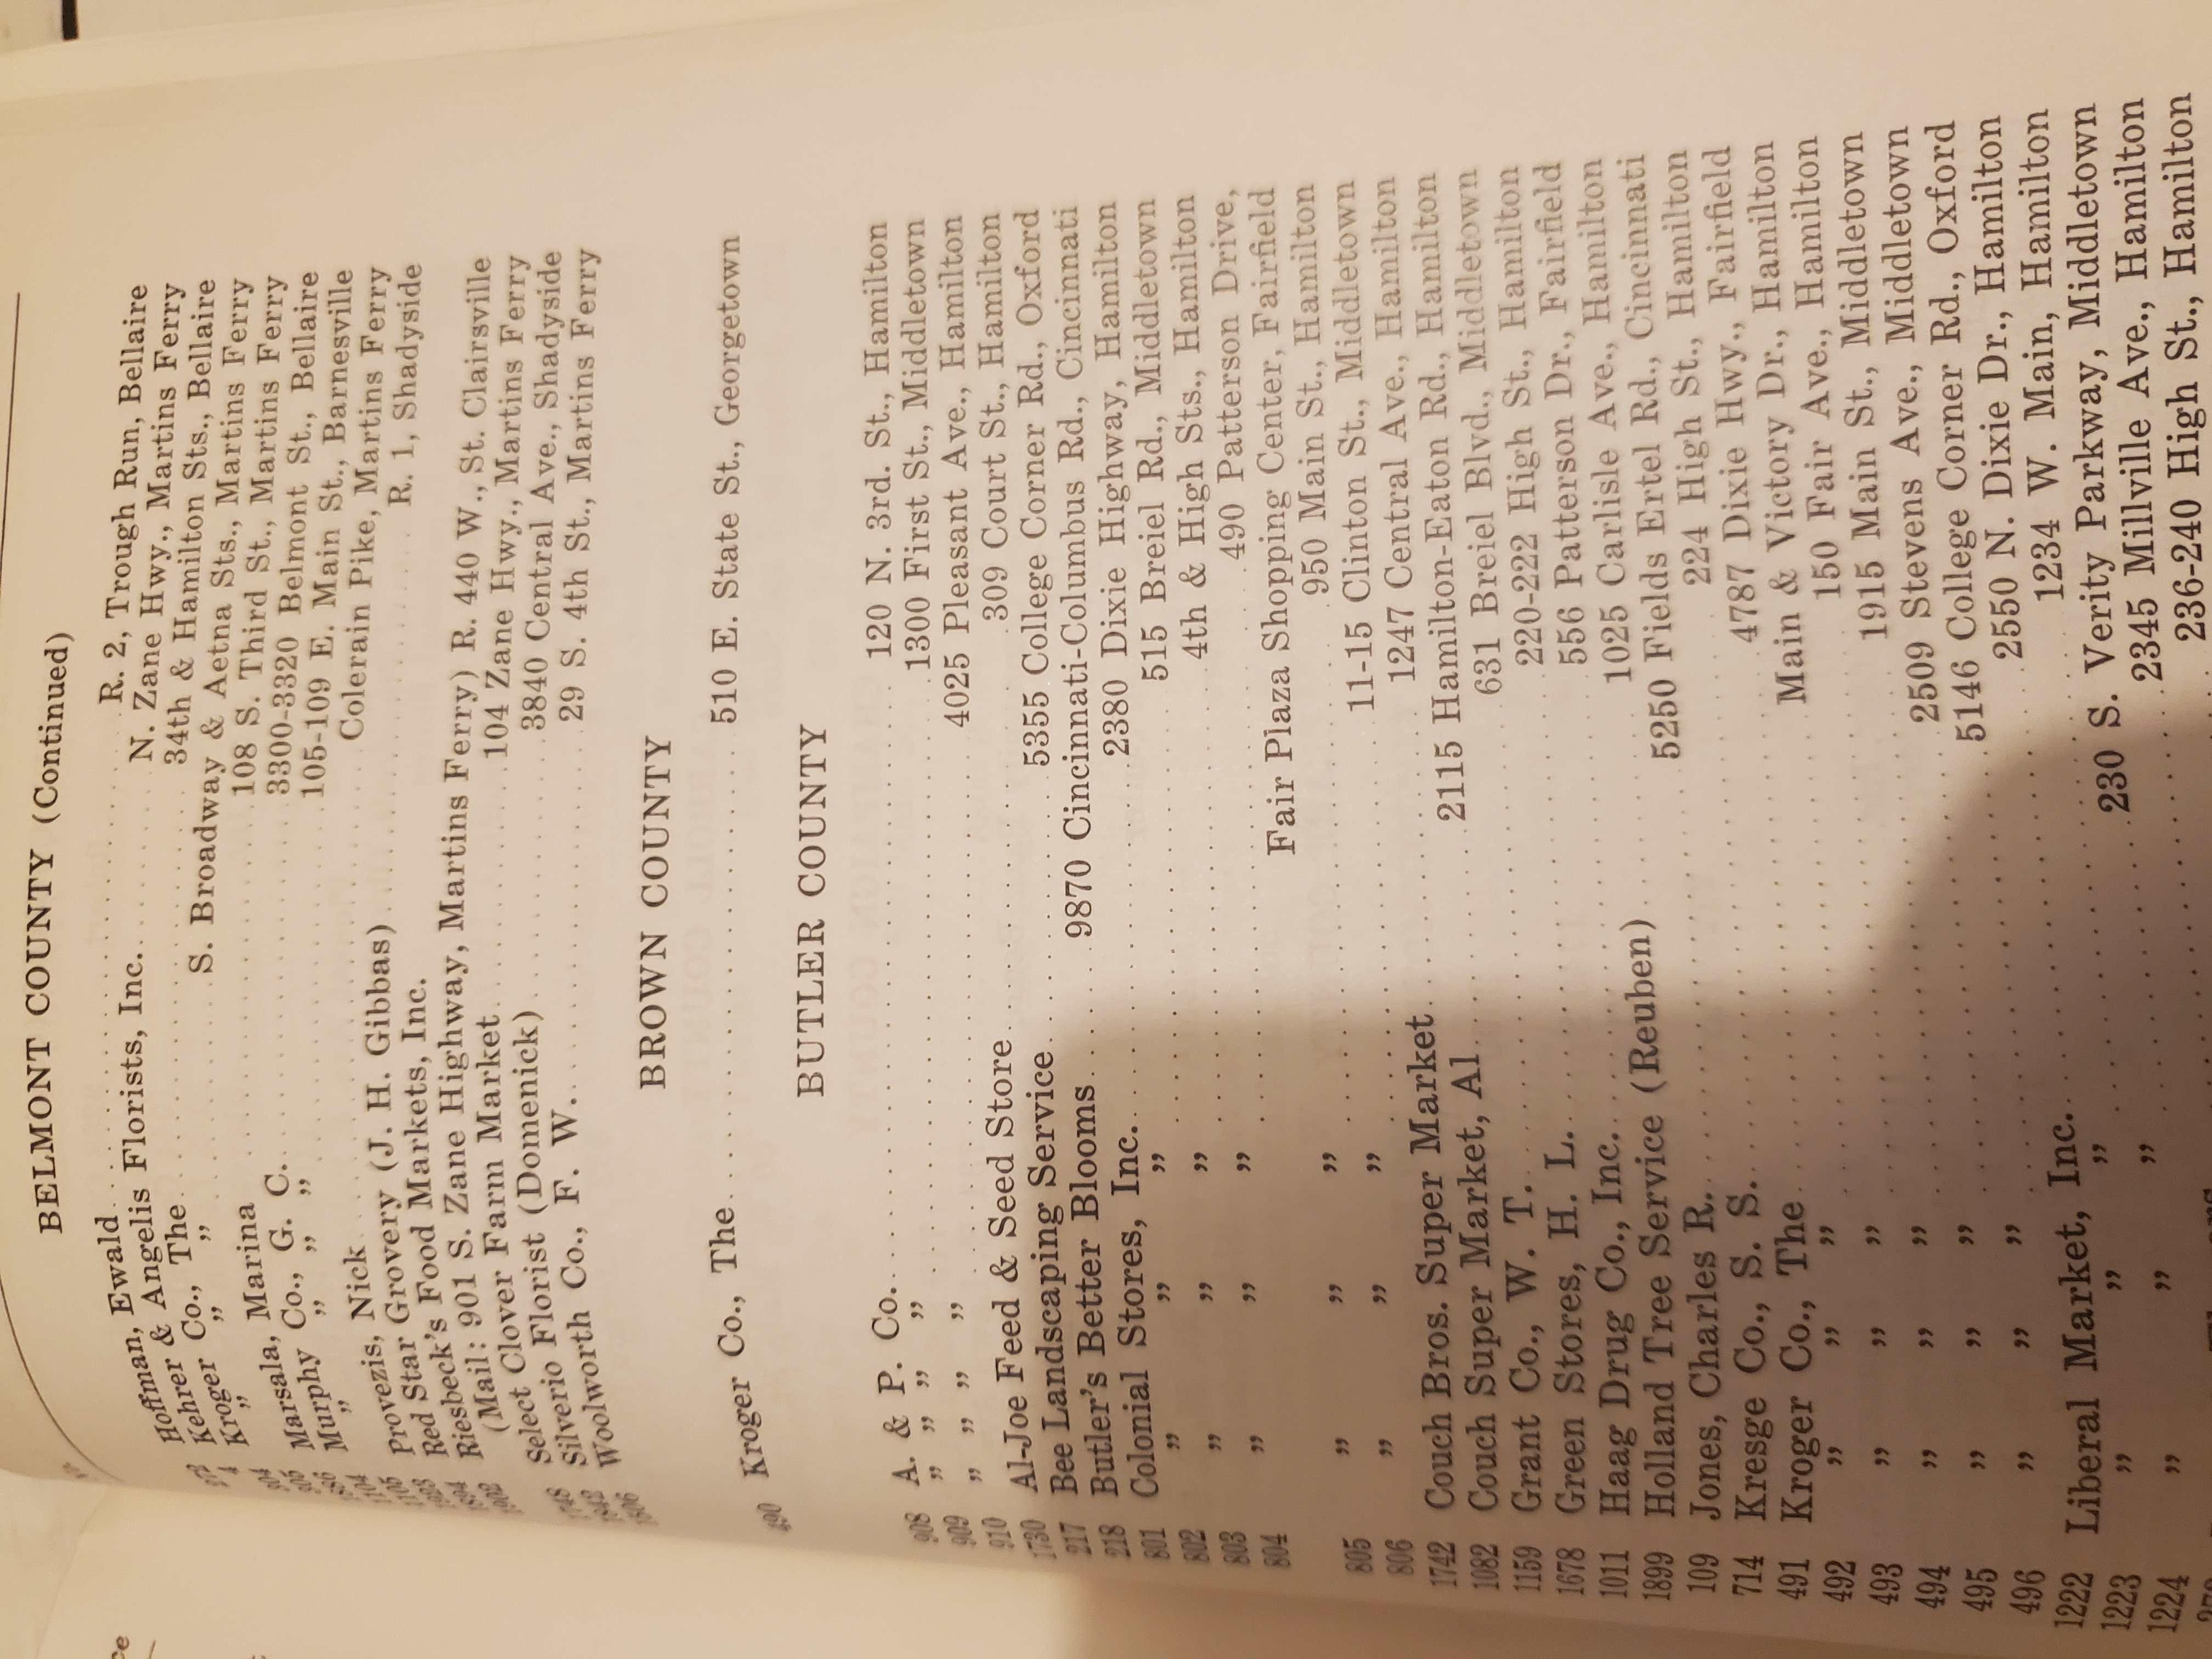 BELMONT COUNTY (Continued)
Hoffman, Ewald R. 2, Trough Run, Bellaire
Kehrer & Angelis Florists, Inc. N. Zane Hwy., Martins Ferry
Kroger Co., The 34th & Hamilton Sts., Bellaire
” ” ” S. Broadway & Aetna Sts., Martins Ferry
Marsala, Marina 108 S. Third St., Martins Ferry
Murphy Co., G. C. 3300-3320 Belmont St., Bellaire
” ” ” ” 105-109 E. Main St., Barnesville
Provezis, Nick Colerain Pike, Martins Ferry
Red Star Grovery (J. H. Gibbas) R. 1, Shadyside
Riesbeck's Food Markets, Inc.
(Mail: 901 S. Zane Highway, Martins Ferry) R. 440 W., St. Clairsville
Select Clover Farm Market 104 Zane Hwy., Martins Ferry
Silverio Florist (Domenick) 3840 Central Ave., Shadyside
Woolworth Co., F. W. 29 S. 4th St., Martins Ferry
BROWN COUNTY
490 Kroger Co., The 510 E. State St., Georgetown
BUTLER COUNTY
908 A. & P. Co. 120 N. 3rd. St., Hamilton
909 ” ” ” ” 1300 First St., Middletown
910 ” ” ” ” 4025 Pleasant Ave., Hamilton
1730 Al-Joe Feed & Seed Store 309 Court St., Hamilton
217 Bee Landscaping Service 5355 College Corner Rd., Oxford
218 Butler's Better Blooms 9870 Cincinnati-Columbus Rd., Cincinnati
801 Colonial Stores, Inc. 2380 Dixie Highway, Hamilton
802 ” ” ” 515 Breiel Rd., Middletown
803 ” ” ” 4th & High Sts., Hamilton
804 ” ” ” 490 Patterson Drive,
Fair Plaza Shopping Center, Fairfield
805 ” ” ” 950 Main St., Hamilton
806 ” ” ” 11-15 Clinton St., Middletown
1742 Couch Bros. Super Market 1247 Central Ave., Hamilton
1082 Couch Super Market, Al 2115 Hamilton-Eaton Rd., Hamilton
1159 Grant Co., W. T. 631 Breiel Blvd., Middletown
1678 Green Stores, H. L. 220-222 High St., Hamilton
1011 Haag Drug Co., Inc. 556 Patterson Dr., Fairfield
1899 Holland Tree Service (Reuben) 1025 Carlisle Ave., Hamilton
109 Jones, Charles R. 5250 Fields Ertel Rd., Cincinnati
714 Kresge Co., S. S. 224 High St., Hamilton
491 Kroger Co., The 4787 Dixie Hwy., Fairfield
492 ” ” ” Main & Victory Dr., Hamilton
493 ” ” ” 150 Fair Ave., Hamilton
494 ” ” ” 1915 Main St., Middletown
495 ” ” ” 2509 Stevens Ave., Middletown
496 ” ” ” 5146 College Corner Rd., Oxford
1222 Liberal Market, Inc. 2550 N. Dixie Dr., Hamilton
1223 ” ” ” 1234 W. Main, Hamilton
1224 ” ” ” 230 S. Verity Parkway, Middletown
2345 Millville Ave., Hamilton
236-240 High St., Hamilton